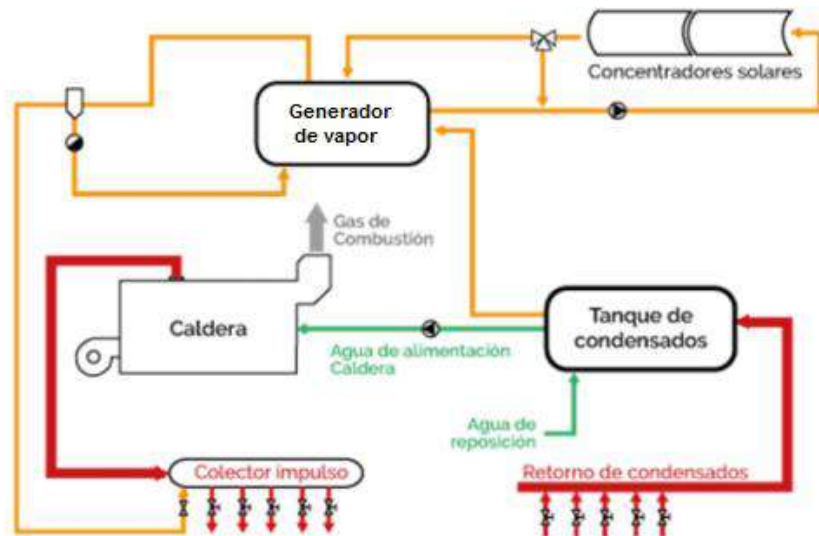 Concentradores solares
Generador
de vapor
Gas de
Combustión
Caldera
Tanque de
condensados
Agua de alimentación
Caldera
Agua de
reposición
Colector impulso
Retorno de condensados